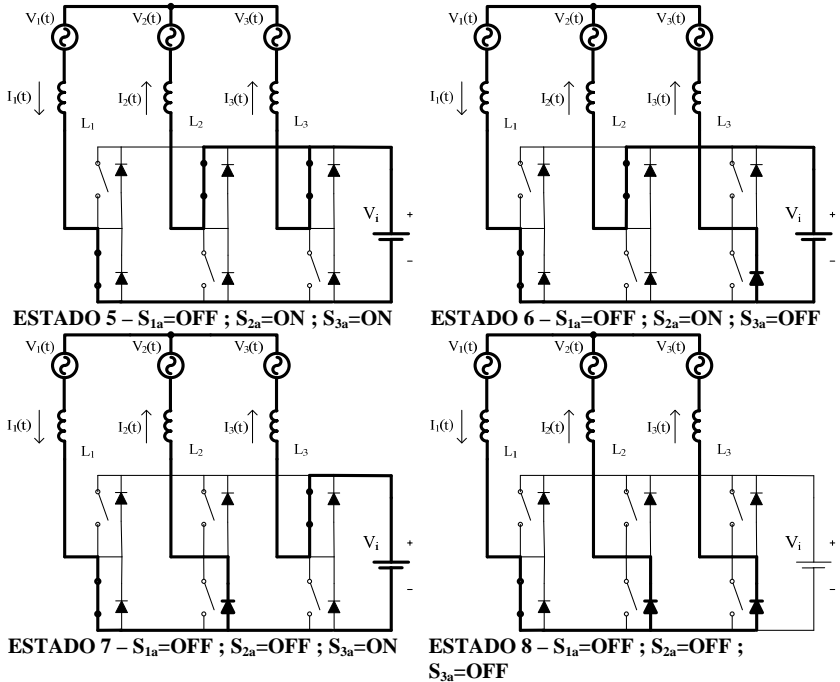 V1(t) V2(t) V3(t)
I1(t) I2(t) I3(t)
L1 L2 L3
Vi
+
−
ESTADO 5 – S1a=OFF ; S2a=ON ; S3a=ON
V1(t) V2(t) V3(t)
I1(t) I2(t) I3(t)
L1 L2 L3
Vi
+
−
ESTADO 6 – S1a=OFF ; S2a=ON ; S3a=OFF
V1(t) V2(t) V3(t)
I1(t) I2(t) I3(t)
L1 L2 L3
Vi
+
−
ESTADO 7 – S1a=OFF ; S2a=OFF ; S3a=ON
V1(t) V2(t) V3(t)
I1(t) I2(t) I3(t)
L1 L2 L3
Vi
+
−
ESTADO 8 – S1a=OFF ; S2a=OFF ;
S3a=OFF